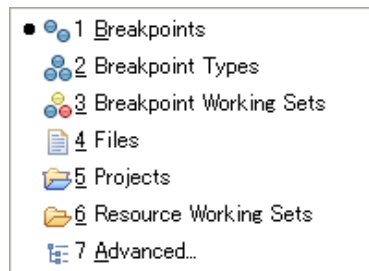 1 Breakpoints
2 Breakpoint Types
3 Breakpoint Working Sets
4 Files
5 Projects
6 Resource Working Sets
7 Advanced...